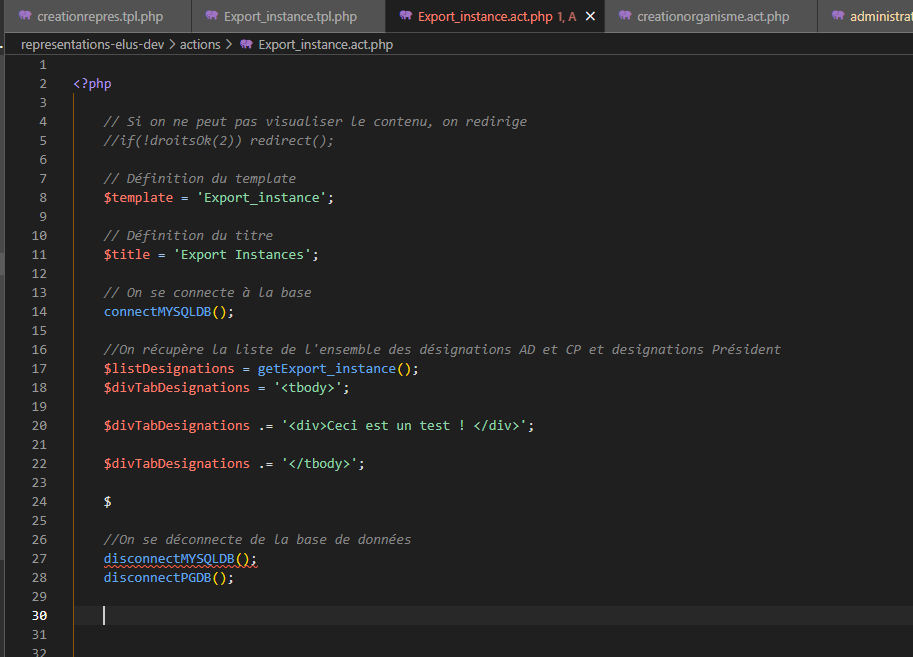 creationrepres.tpl.php Export_instance.tpl.php Export_instance.act.php 1, A creationorganisme.act.php administrat
representations-elus-dev > actions > Export_instance.act.php
1
2 <?php
3
4 // Si on ne peut pas visualiser le contenu, on redirige
5 //if(!droitsOk(2)) redirect();
6
7 // Définition du template
8 $template = 'Export_instance';
9
10 // Définition du titre
11 $title = 'Export Instances';
12
13 // On se connecte à la base
14 connectMYSQLDB();
15
16 //On récupère la liste de l'ensemble des désignations AD et CP et designations Président
17 $listDesignations = getExport_instance();
18 $divTabDesignations = '<tbody>';
19
20 $divTabDesignations .= '<div>Ceci est un test ! </div>';
21
22 $divTabDesignations .= '</tbody>';
23
24 $
25
26 //On se déconnecte de la base de données
27 disconnectMYSQLDB();
28 disconnectPGDB();
29
30
31
32